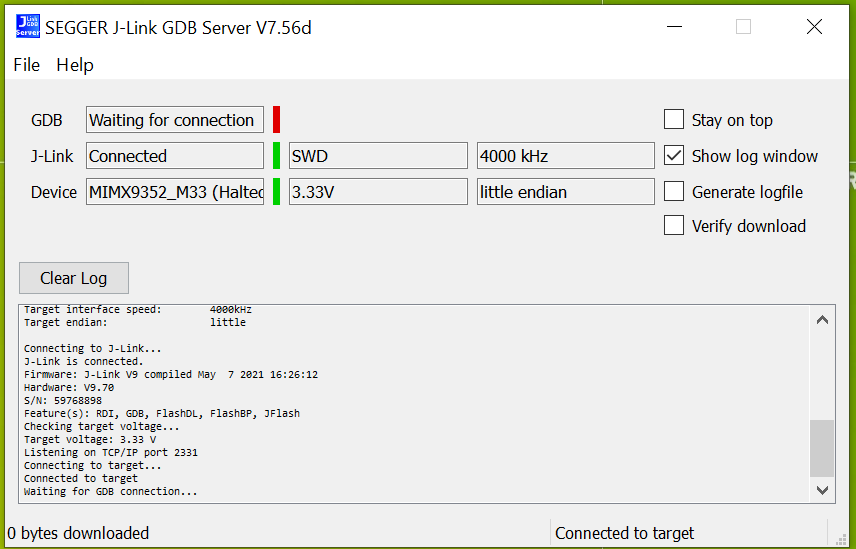 SEGGER J-Link GDB Server V7.56d
File Help
GDB Waiting for connection Stay on top
J-Link Connected SWD 4000 kHz Show log window
Device MIMX9352_M33 (Halted 3.33V little endian Generate logfile
Verify download
Clear Log
Target interface speed: 4000kHz
Target endian: little
Connecting to J-Link...
J-Link is connected.
Firmware: J-Link V9 compiled May  7 2021 16:26:12
Hardware: V9.70
S/N: 59768898
Feature(s): RDI, GDB, FlashDL, FlashBP, JFlash
Checking target voltage...
Target voltage: 3.33 V
Listening on TCP/IP port 2331
Connecting to target...
Connected to target
Waiting for GDB connection...
0 bytes downloaded Connected to target